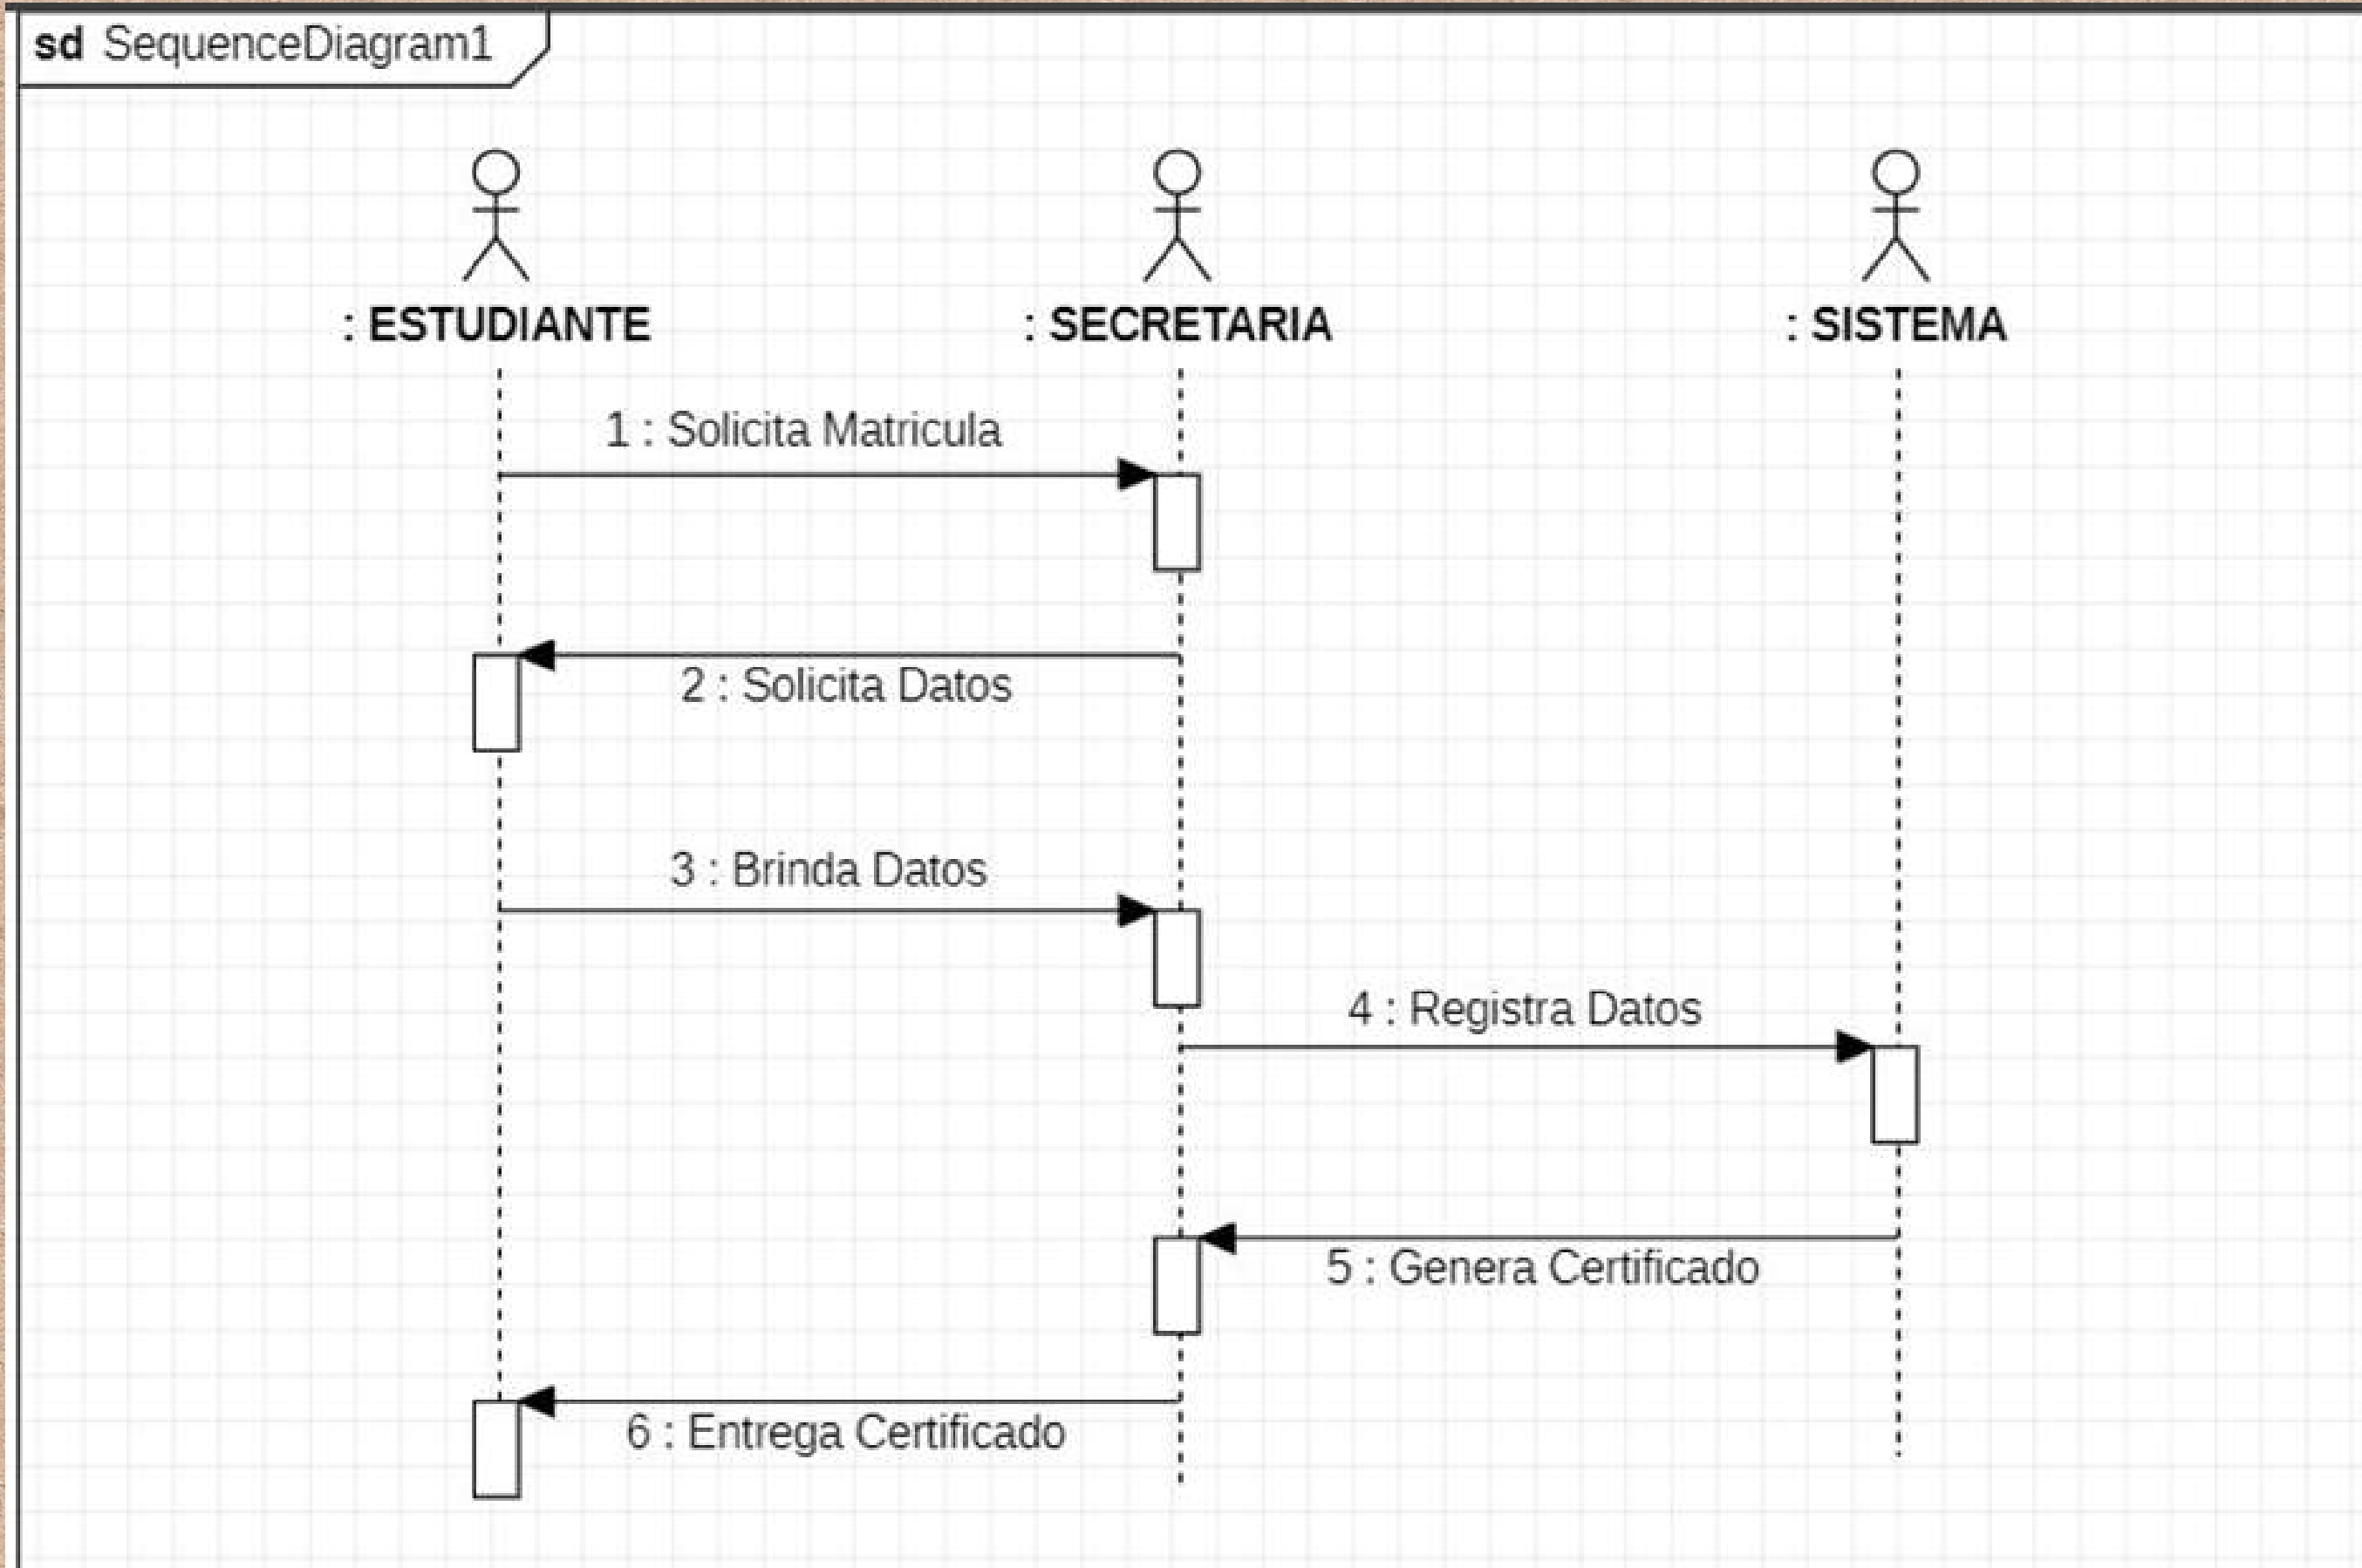 sd SequenceDiagram1
: ESTUDIANTE
: SECRETARIA
: SISTEMA
1 : Solicita Matricula
2 : Solicita Datos
3 : Brinda Datos
4 : Registra Datos
5 : Genera Certificado
6 : Entrega Certificado